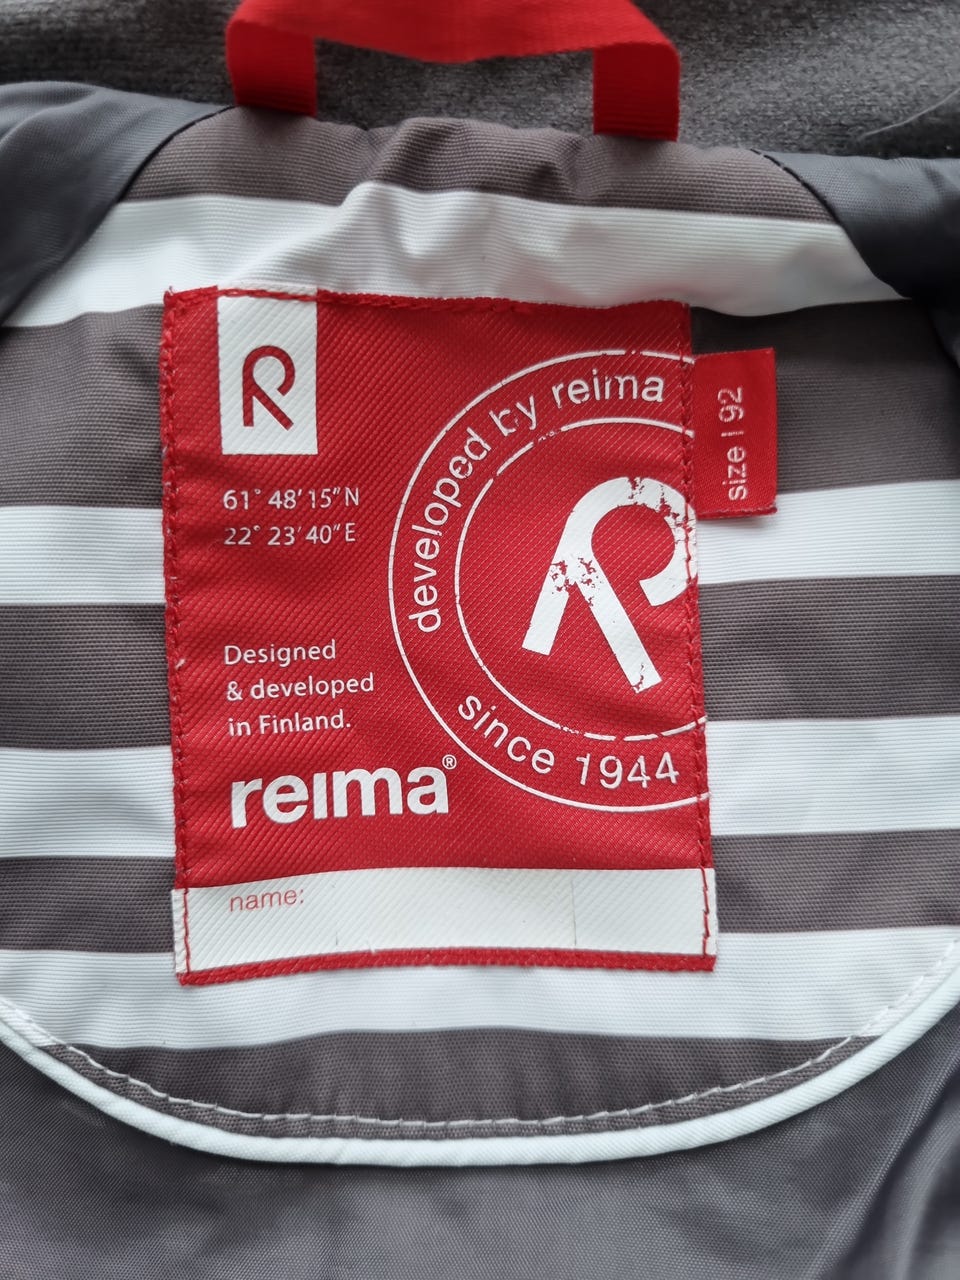 R
61° 48' 15" N
22° 23' 40" E
developed by reima
R
since 1944
size | 92
Designed
& developed
in Finland.
reima®
name: